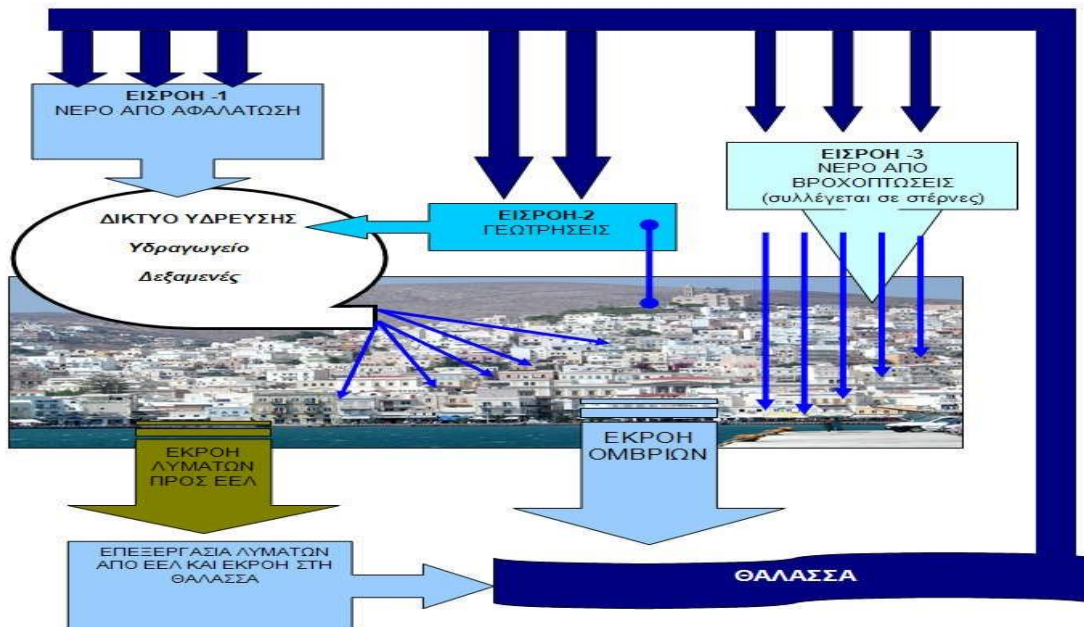 ΕΙΣΡΟΗ -1
ΝΕΡΟ ΑΠΟ ΑΦΑΛΑΤΩΣΗ
ΕΙΣΡΟΗ -3
ΝΕΡΟ ΑΠΟ
ΒΡΟΧΟΠΤΩΣΕΙΣ
(συλλέγεται σε στέρνες)
ΔΙΚΤΥΟ ΥΔΡΕΥΣΗΣ
Υδραγωγείο
Δεξαμενές
ΕΙΣΡΟΗ-2
ΓΕΩΤΡΗΣΕΙΣ
ΕΚΡΟΗ
ΛΥΜΑΤΩΝ
ΠΡΟΣ ΕΕΛ
ΕΚΡΟΗ
ΟΜΒΡΙΩΝ
ΕΠΕΞΕΡΓΑΣΙΑ ΛΥΜΑΤΩΝ
ΑΠΟ ΕΕΛ ΚΑΙ ΕΚΡΟΗ ΣΤΗ
ΘΑΛΑΣΣΑ
ΘΑΛΑΣΣΑ